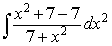 ∫ (x² + 7 − 7)/(7 + x²) dx²